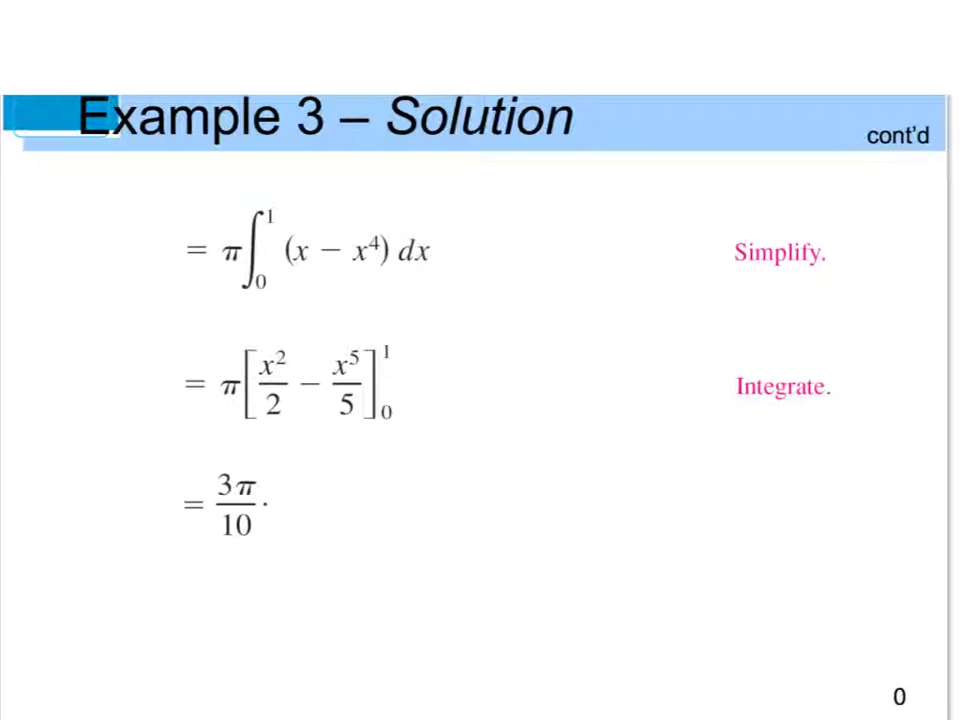 Example 3 – Solution
cont'd
= π∫₀¹ (x − x⁴) dx Simplify.
= π[x²/2 − x⁵/5]₀¹ Integrate.
= 3π/10.
0